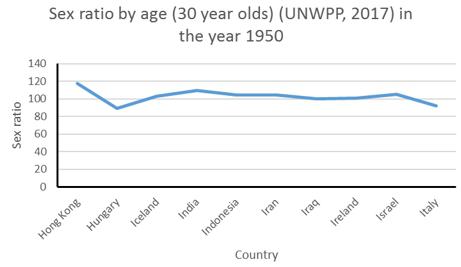 Sex ratio by age (30 year olds) (UNWPP, 2017) in
the year 1950
140
120
100
80
60
40
20
0
Sex ratio
Hong Kong
Hungary
Iceland
India
Indonesia
Iran
Iraq
Ireland
Israel
Italy
Country